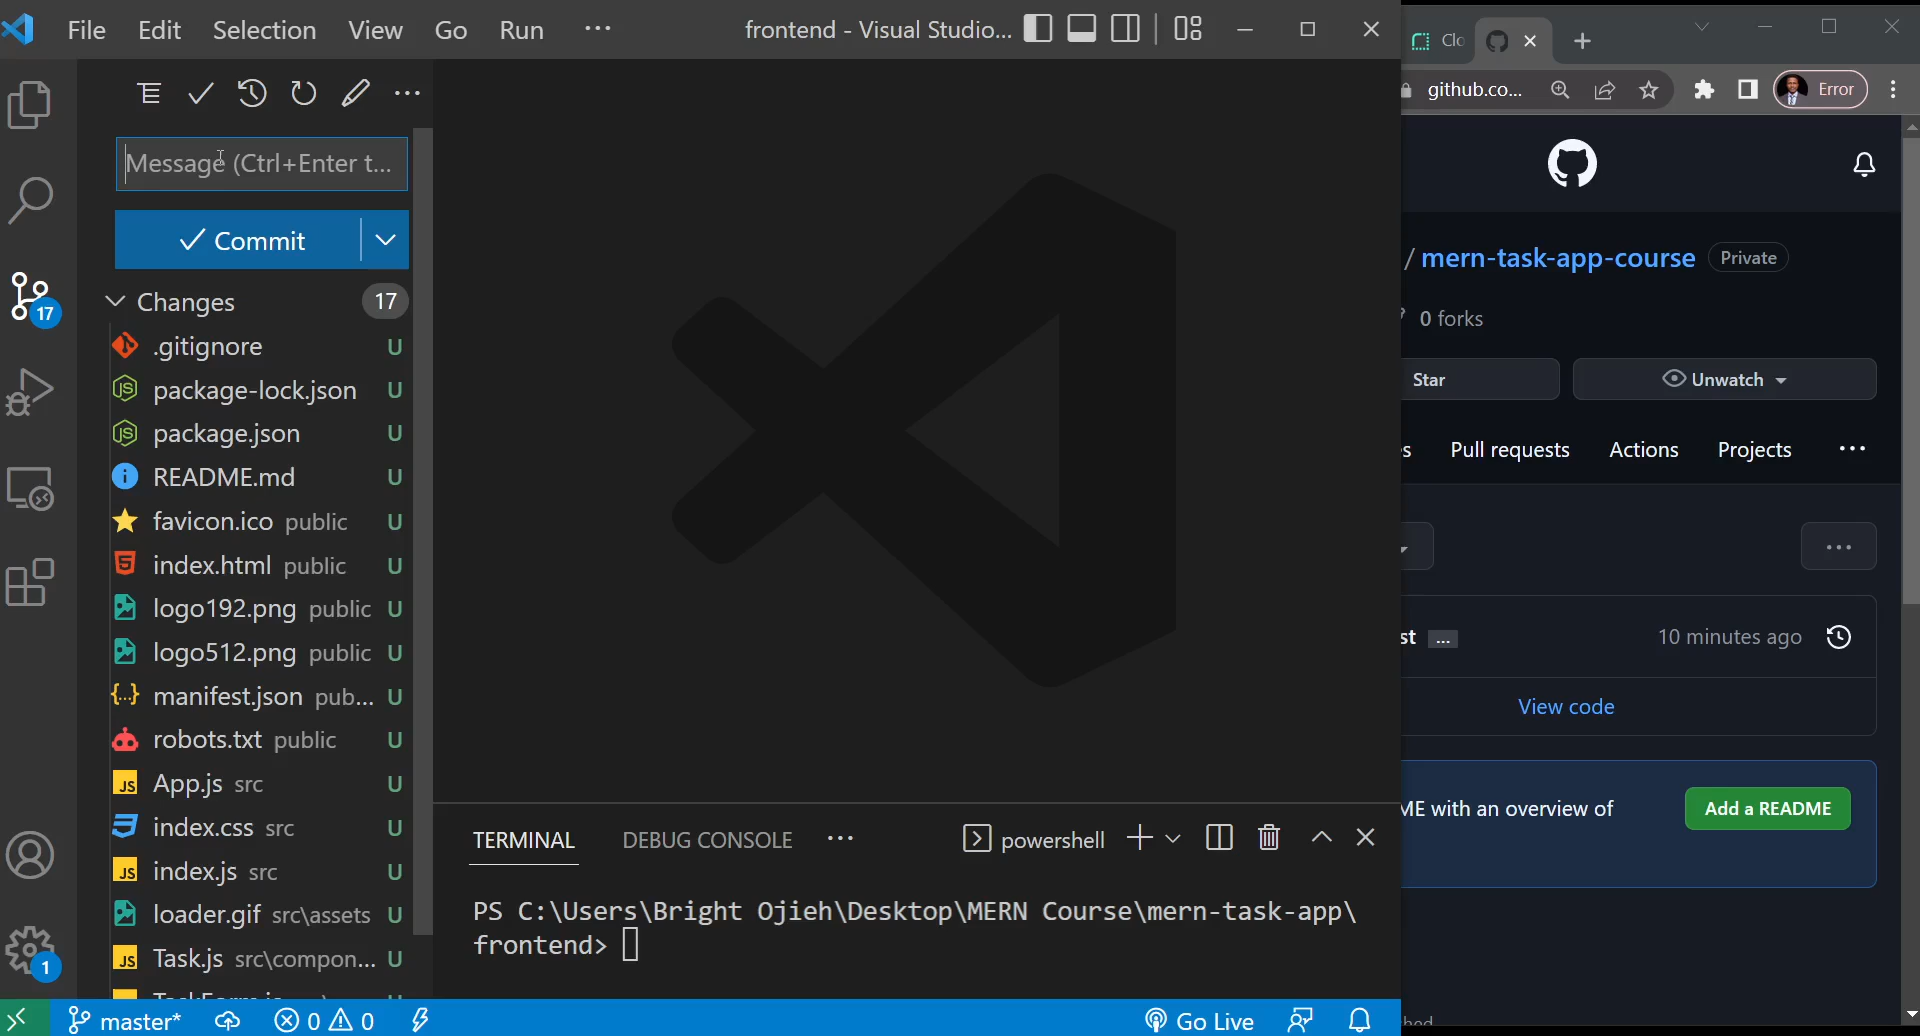 File Edit Selection View Go Run ...
frontend - Visual Studio...
Message (Ctrl+Enter t...
Commit
Changes 17
17
.gitignore U
package-lock.json U
package.json U
README.md U
favicon.ico public U
index.html public U
logo192.png public U
logo512.png public U
manifest.json pub... U
robots.txt public U
App.js src U
index.css src U
index.js src U
loader.gif src\assets U
Task.js src\compon... U
1
TERMINAL DEBUG CONSOLE ... powershell
PS C:\Users\Bright Ojieh\Desktop\MERN Course\mern-task-app\
frontend>
master* 0 0 Go Live
Clo
github.co... Error
/ mern-task-app-course Private
0 forks
Star Unwatch
Pull requests Actions Projects ...
...
st ... 10 minutes ago
View code
ME with an overview of Add a README